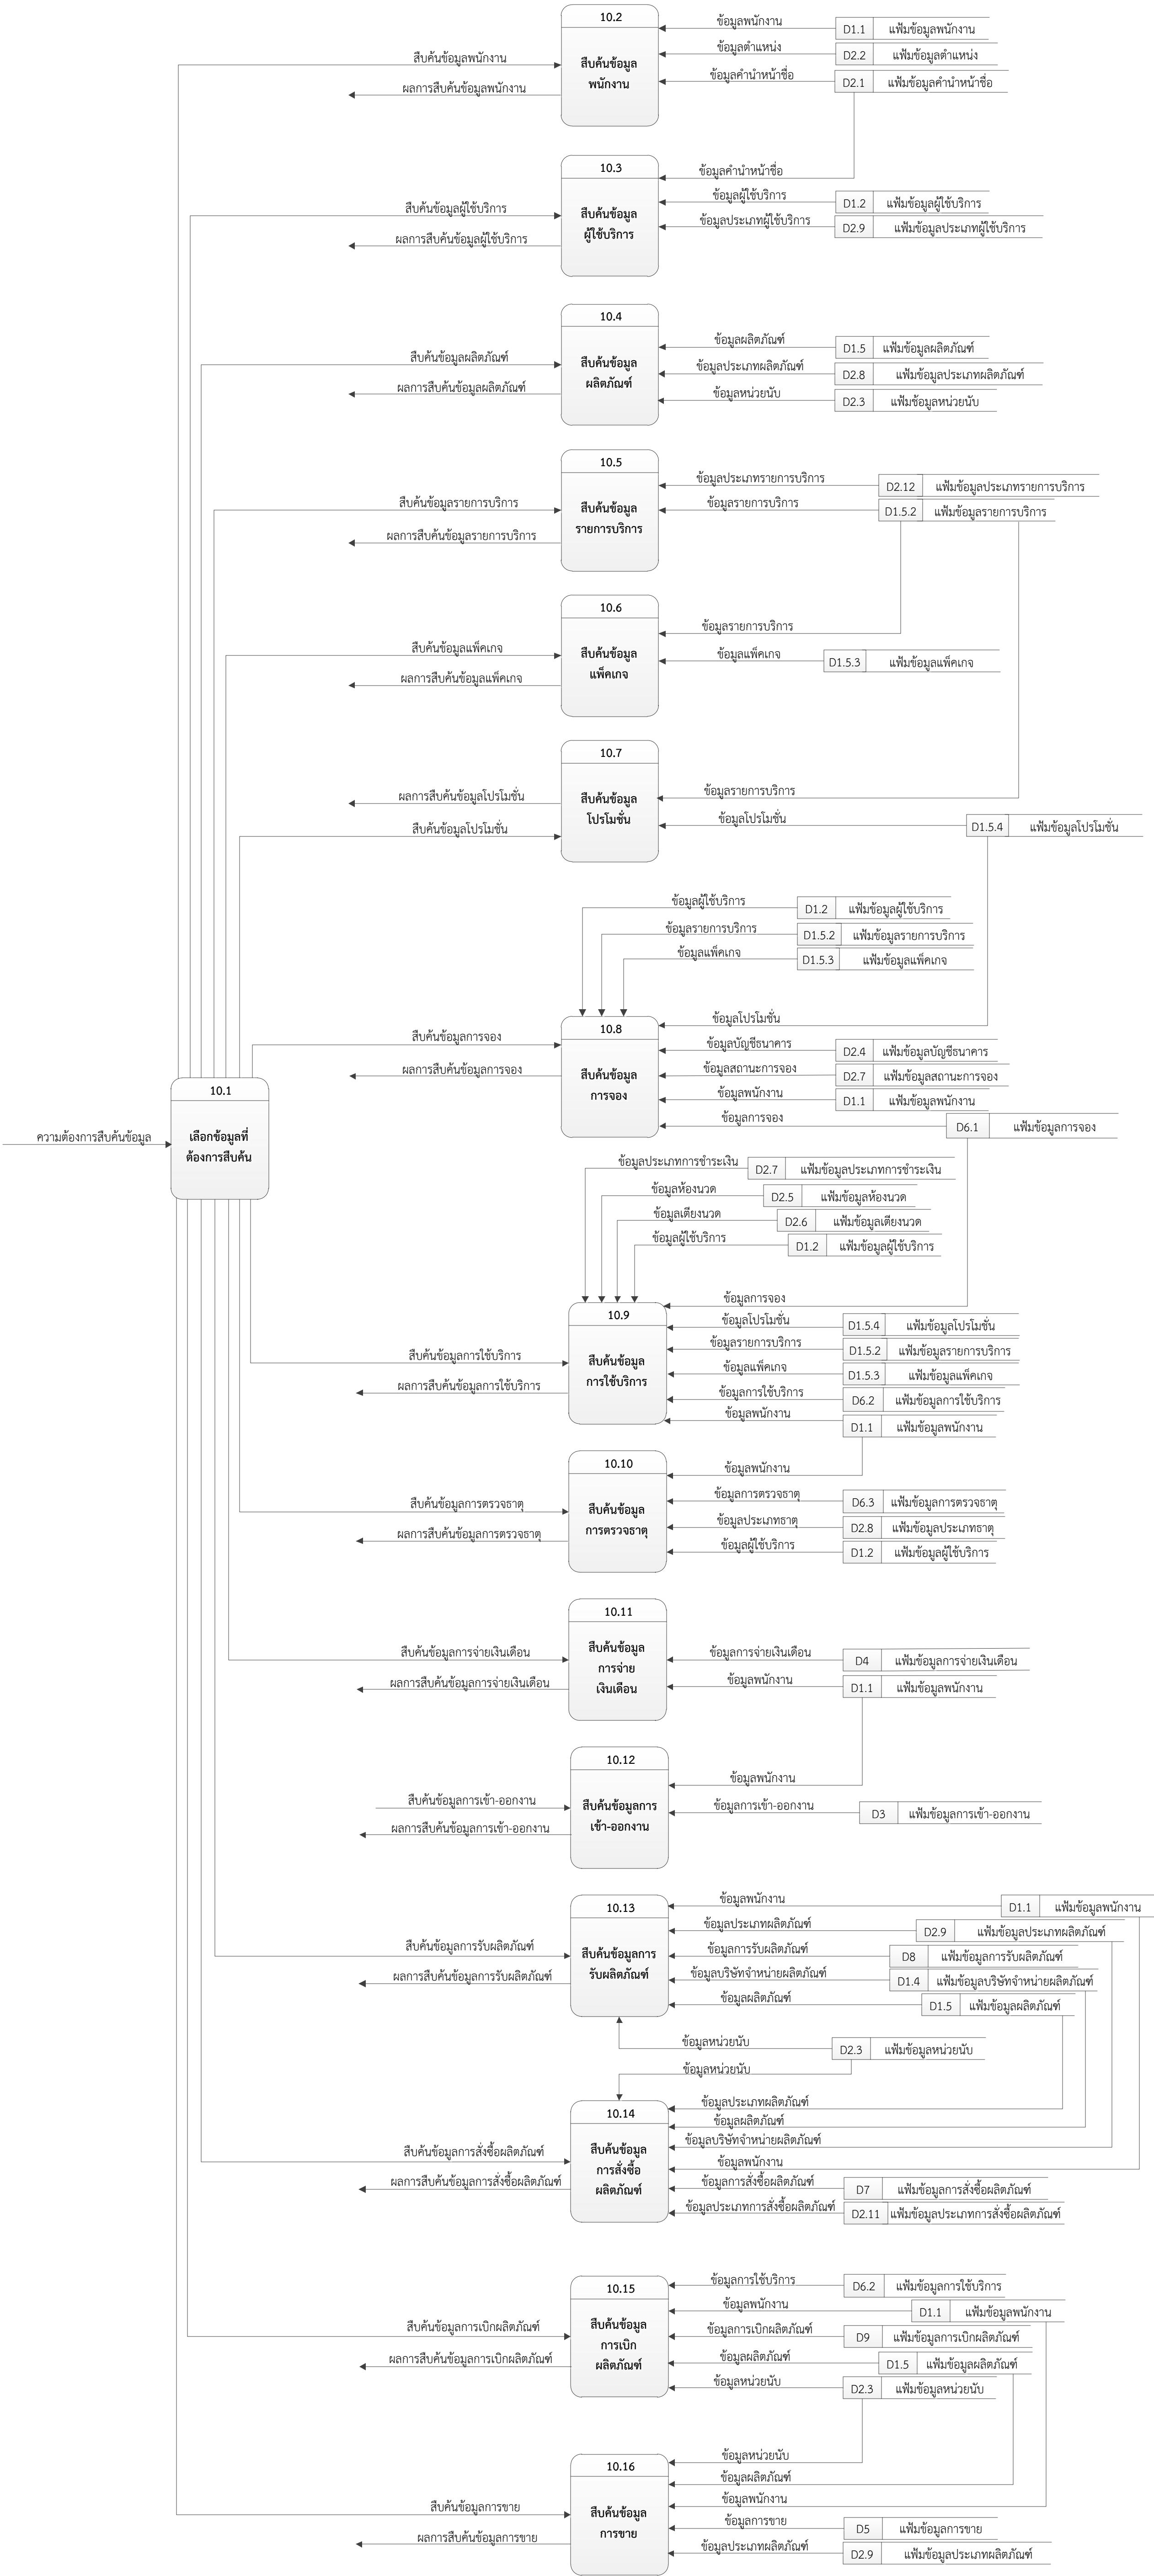 10.2
สืบค้นข้อมูล
พนักงาน
สืบค้นข้อมูลพนักงาน
ผลการสืบค้นข้อมูลพนักงาน
ข้อมูลพนักงาน
D1.1 แฟ้มข้อมูลพนักงาน
ข้อมูลตำแหน่ง
D2.2 แฟ้มข้อมูลตำแหน่ง
ข้อมูลคำนำหน้าชื่อ
D2.1 แฟ้มข้อมูลคำนำหน้าชื่อ
10.3
สืบค้นข้อมูล
ผู้ใช้บริการ
สืบค้นข้อมูลผู้ใช้บริการ
ผลการสืบค้นข้อมูลผู้ใช้บริการ
ข้อมูลคำนำหน้าชื่อ
ข้อมูลผู้ใช้บริการ
D1.2 แฟ้มข้อมูลผู้ใช้บริการ
ข้อมูลประเภทผู้ใช้บริการ
D2.9 แฟ้มข้อมูลประเภทผู้ใช้บริการ
10.4
สืบค้นข้อมูล
ผลิตภัณฑ์
สืบค้นข้อมูลผลิตภัณฑ์
ผลการสืบค้นข้อมูลผลิตภัณฑ์
ข้อมูลผลิตภัณฑ์
D1.5 แฟ้มข้อมูลผลิตภัณฑ์
ข้อมูลประเภทผลิตภัณฑ์
D2.8 แฟ้มข้อมูลประเภทผลิตภัณฑ์
ข้อมูลหน่วยนับ
D2.3 แฟ้มข้อมูลหน่วยนับ
10.5
สืบค้นข้อมูล
รายการบริการ
สืบค้นข้อมูลรายการบริการ
ผลการสืบค้นข้อมูลรายการบริการ
ข้อมูลประเภทรายการบริการ
D2.12 แฟ้มข้อมูลประเภทรายการบริการ
ข้อมูลรายการบริการ
D1.5.2 แฟ้มข้อมูลรายการบริการ
10.6
สืบค้นข้อมูล
แพ็คเกจ
สืบค้นข้อมูลแพ็คเกจ
ผลการสืบค้นข้อมูลแพ็คเกจ
ข้อมูลรายการบริการ
ข้อมูลแพ็คเกจ
D1.5.3 แฟ้มข้อมูลแพ็คเกจ
10.7
สืบค้นข้อมูล
โปรโมชั่น
ผลการสืบค้นข้อมูลโปรโมชั่น
สืบค้นข้อมูลโปรโมชั่น
ข้อมูลรายการบริการ
ข้อมูลโปรโมชั่น
D1.5.4 แฟ้มข้อมูลโปรโมชั่น
ข้อมูลผู้ใช้บริการ
D1.2 แฟ้มข้อมูลผู้ใช้บริการ
ข้อมูลรายการบริการ
D1.5.2 แฟ้มข้อมูลรายการบริการ
ข้อมูลแพ็คเกจ
D1.5.3 แฟ้มข้อมูลแพ็คเกจ
10.8
สืบค้นข้อมูล
การจอง
สืบค้นข้อมูลการจอง
ผลการสืบค้นข้อมูลการจอง
ข้อมูลโปรโมชั่น
ข้อมูลบัญชีธนาคาร
D2.4 แฟ้มข้อมูลบัญชีธนาคาร
ข้อมูลสถานะการจอง
D2.7 แฟ้มข้อมูลสถานะการจอง
ข้อมูลพนักงาน
D1.1 แฟ้มข้อมูลพนักงาน
ข้อมูลการจอง
D6.1 แฟ้มข้อมูลการจอง
10.1
เลือกข้อมูลที่
ต้องการสืบค้น
ความต้องการสืบค้นข้อมูล
ข้อมูลประเภทการชำระเงิน
D2.7 แฟ้มข้อมูลประเภทการชำระเงิน
ข้อมูลห้องนวด
D2.5 แฟ้มข้อมูลห้องนวด
ข้อมูลเตียงนวด
D2.6 แฟ้มข้อมูลเตียงนวด
ข้อมูลผู้ใช้บริการ
D1.2 แฟ้มข้อมูลผู้ใช้บริการ
10.9
สืบค้นข้อมูล
การใช้บริการ
สืบค้นข้อมูลการใช้บริการ
ผลการสืบค้นข้อมูลการใช้บริการ
ข้อมูลการจอง
ข้อมูลโปรโมชั่น
D1.5.4 แฟ้มข้อมูลโปรโมชั่น
ข้อมูลรายการบริการ
D1.5.2 แฟ้มข้อมูลรายการบริการ
ข้อมูลแพ็คเกจ
D1.5.3 แฟ้มข้อมูลแพ็คเกจ
ข้อมูลการใช้บริการ
D6.2 แฟ้มข้อมูลการใช้บริการ
ข้อมูลพนักงาน
D1.1 แฟ้มข้อมูลพนักงาน
10.10
สืบค้นข้อมูล
การตรวจธาตุ
สืบค้นข้อมูลการตรวจธาตุ
ผลการสืบค้นข้อมูลการตรวจธาตุ
ข้อมูลพนักงาน
ข้อมูลการตรวจธาตุ
D6.3 แฟ้มข้อมูลการตรวจธาตุ
ข้อมูลประเภทธาตุ
D2.8 แฟ้มข้อมูลประเภทธาตุ
ข้อมูลผู้ใช้บริการ
D1.2 แฟ้มข้อมูลผู้ใช้บริการ
10.11
สืบค้นข้อมูล
การจ่าย
เงินเดือน
สืบค้นข้อมูลการจ่ายเงินเดือน
ผลการสืบค้นข้อมูลการจ่ายเงินเดือน
ข้อมูลการจ่ายเงินเดือน
D4 แฟ้มข้อมูลการจ่ายเงินเดือน
ข้อมูลพนักงาน
D1.1 แฟ้มข้อมูลพนักงาน
10.12
สืบค้นข้อมูลการ
เข้า-ออกงาน
สืบค้นข้อมูลการเข้า-ออกงาน
ผลการสืบค้นข้อมูลการเข้า-ออกงาน
ข้อมูลพนักงาน
ข้อมูลการเข้า-ออกงาน
D3 แฟ้มข้อมูลการเข้า-ออกงาน
10.13
สืบค้นข้อมูลการ
รับผลิตภัณฑ์
สืบค้นข้อมูลการรับผลิตภัณฑ์
ผลการสืบค้นข้อมูลการรับผลิตภัณฑ์
ข้อมูลพนักงาน
D1.1 แฟ้มข้อมูลพนักงาน
ข้อมูลประเภทผลิตภัณฑ์
D2.9 แฟ้มข้อมูลประเภทผลิตภัณฑ์
ข้อมูลการรับผลิตภัณฑ์
D8 แฟ้มข้อมูลการรับผลิตภัณฑ์
ข้อมูลบริษัทจำหน่ายผลิตภัณฑ์
D1.4 แฟ้มข้อมูลบริษัทจำหน่ายผลิตภัณฑ์
ข้อมูลผลิตภัณฑ์
D1.5 แฟ้มข้อมูลผลิตภัณฑ์
ข้อมูลหน่วยนับ
D2.3 แฟ้มข้อมูลหน่วยนับ
ข้อมูลหน่วยนับ
10.14
สืบค้นข้อมูล
การสั่งซื้อ
ผลิตภัณฑ์
สืบค้นข้อมูลการสั่งซื้อผลิตภัณฑ์
ผลการสืบค้นข้อมูลการสั่งซื้อผลิตภัณฑ์
ข้อมูลประเภทผลิตภัณฑ์
ข้อมูลผลิตภัณฑ์
ข้อมูลบริษัทจำหน่ายผลิตภัณฑ์
ข้อมูลพนักงาน
ข้อมูลการสั่งซื้อผลิตภัณฑ์
D7 แฟ้มข้อมูลการสั่งซื้อผลิตภัณฑ์
ข้อมูลประเภทการสั่งซื้อผลิตภัณฑ์
D2.11 แฟ้มข้อมูลประเภทการสั่งซื้อผลิตภัณฑ์
10.15
สืบค้นข้อมูล
การเบิก
ผลิตภัณฑ์
สืบค้นข้อมูลการเบิกผลิตภัณฑ์
ผลการสืบค้นข้อมูลการเบิกผลิตภัณฑ์
ข้อมูลการใช้บริการ
D6.2 แฟ้มข้อมูลการใช้บริการ
ข้อมูลพนักงาน
D1.1 แฟ้มข้อมูลพนักงาน
ข้อมูลการเบิกผลิตภัณฑ์
D9 แฟ้มข้อมูลการเบิกผลิตภัณฑ์
ข้อมูลผลิตภัณฑ์
D1.5 แฟ้มข้อมูลผลิตภัณฑ์
ข้อมูลหน่วยนับ
D2.3 แฟ้มข้อมูลหน่วยนับ
10.16
สืบค้นข้อมูล
การขาย
สืบค้นข้อมูลการขาย
ผลการสืบค้นข้อมูลการขาย
ข้อมูลหน่วยนับ
ข้อมูลผลิตภัณฑ์
ข้อมูลพนักงาน
ข้อมูลการขาย
D5 แฟ้มข้อมูลการขาย
ข้อมูลประเภทผลิตภัณฑ์
D2.9 แฟ้มข้อมูลประเภทผลิตภัณฑ์